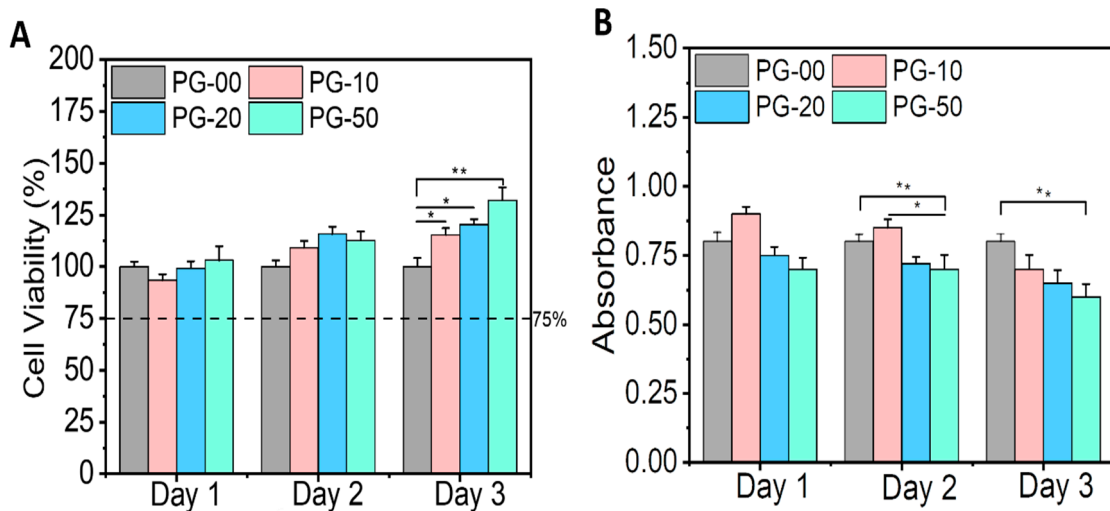 A
Cell Viability (%)
200
175
150
125
100
75
50
25
0
PG-00 PG-10
PG-20 PG-50
**
*
*
75%
Day 1 Day 2 Day 3
B
Absorbance
1.50
1.25
1.00
0.75
0.50
0.25
0.00
PG-00 PG-10
PG-20 PG-50
** **
*
Day 1 Day 2 Day 3